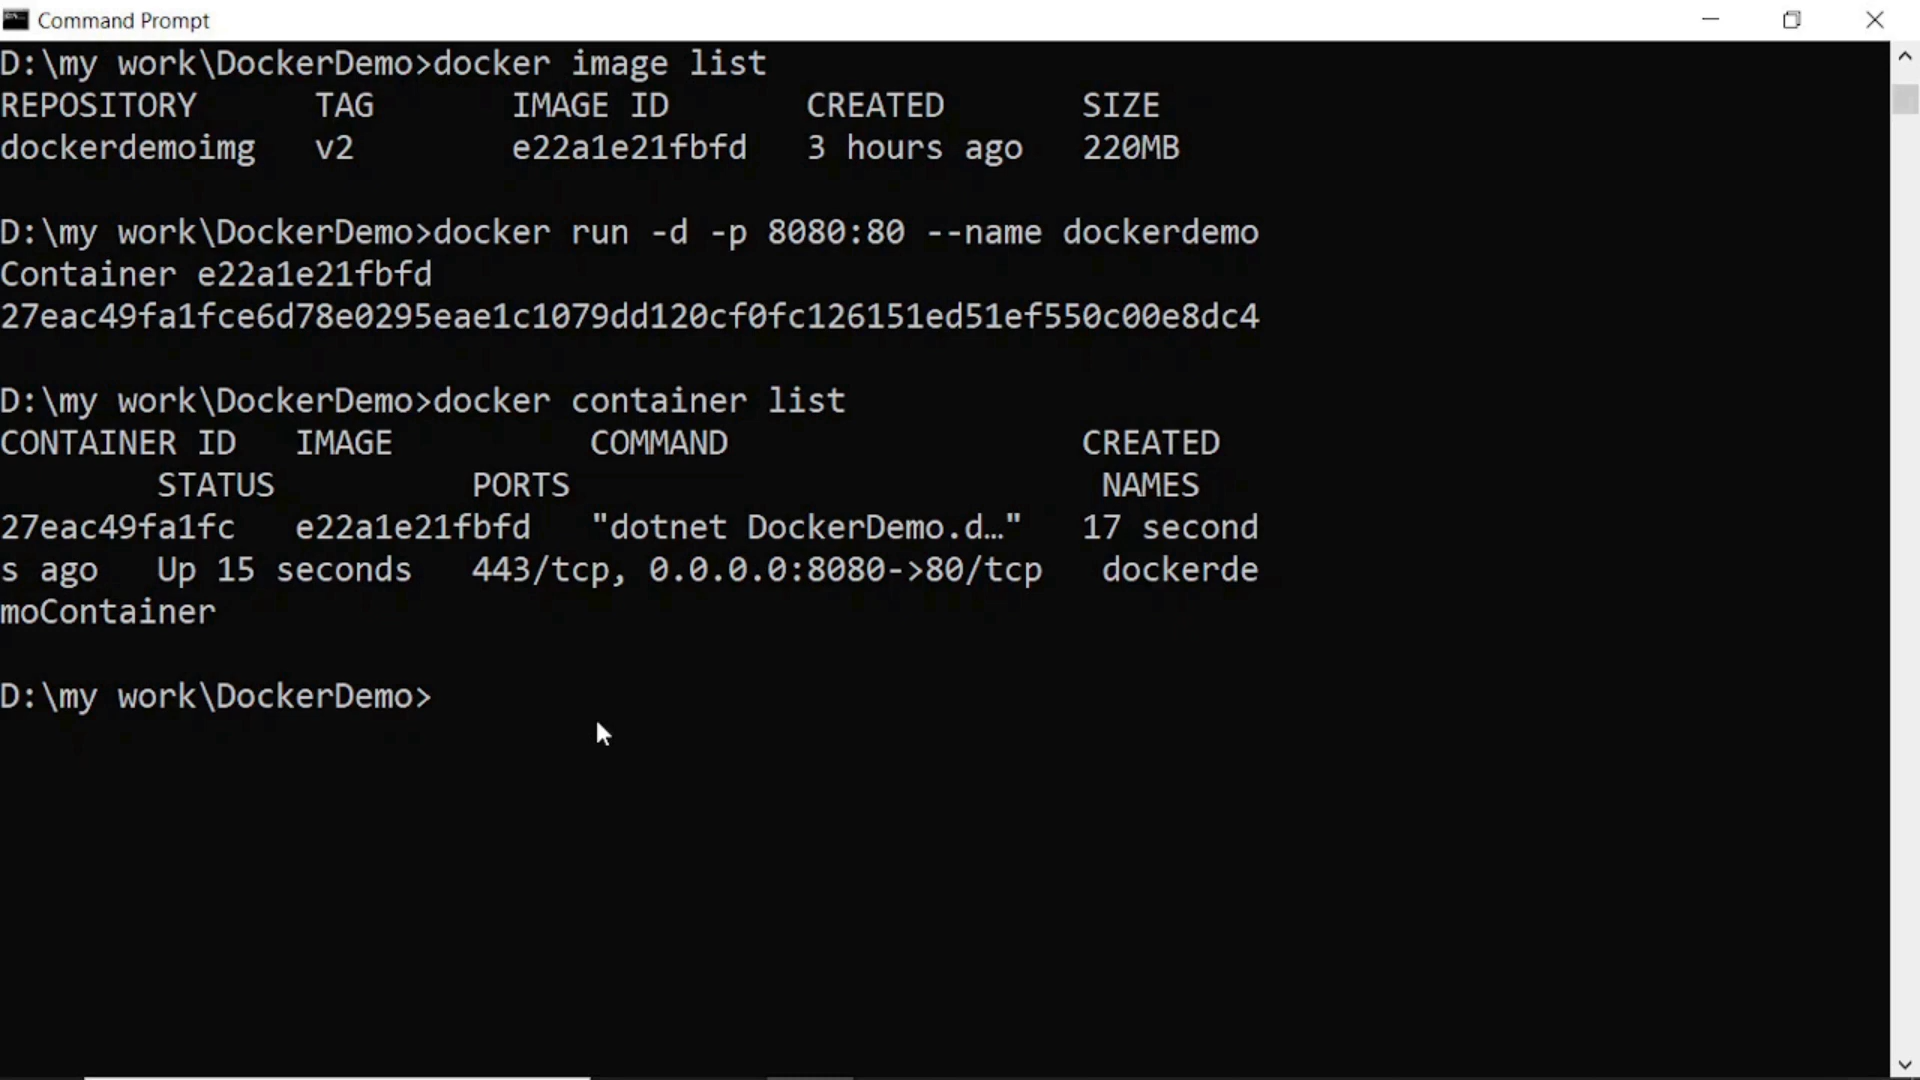 Command Prompt
D:\my work\DockerDemo>docker image list
REPOSITORY TAG IMAGE ID CREATED SIZE
dockerdemoimg v2 e22a1e21fbfd 3 hours ago 220MB
D:\my work\DockerDemo>docker run -d -p 8080:80 --name dockerdemo
Container e22a1e21fbfd
27eac49fa1fce6d78e0295eae1c1079dd120cf0fc126151ed51ef550c00e8dc4
D:\my work\DockerDemo>docker container list
CONTAINER ID IMAGE COMMAND CREATED
STATUS PORTS NAMES
27eac49fa1fc e22a1e21fbfd "dotnet DockerDemo.d…" 17 second
s ago Up 15 seconds 443/tcp, 0.0.0.0:8080->80/tcp dockerde
moContainer
D:\my work\DockerDemo>